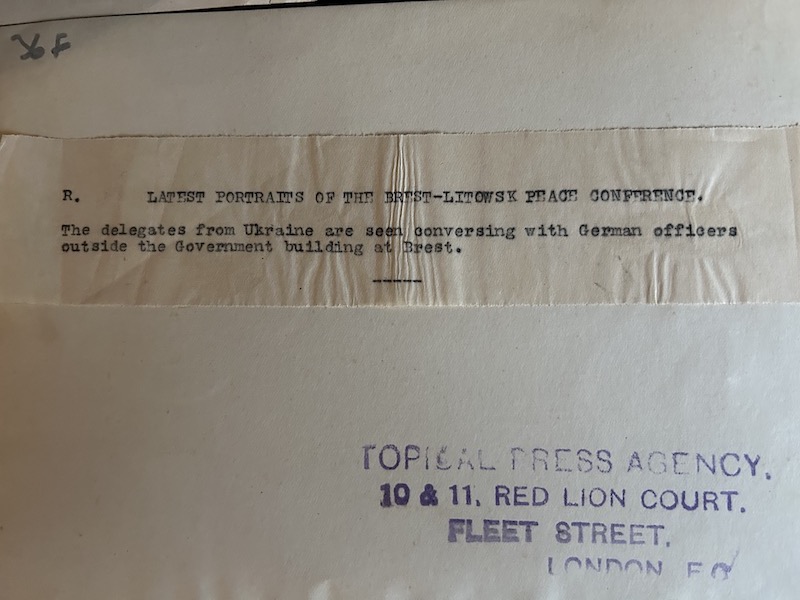 R. LATEST PORTRAITS OF THE BREST-LITOWSK PEACE CONFERENCE.
The delegates from Ukraine are seen conversing with German officers
outside the Government building at Brest.
TOPICAL PRESS AGENCY.
10 & 11, RED LION COURT.
FLEET STREET.
LONDON E.C